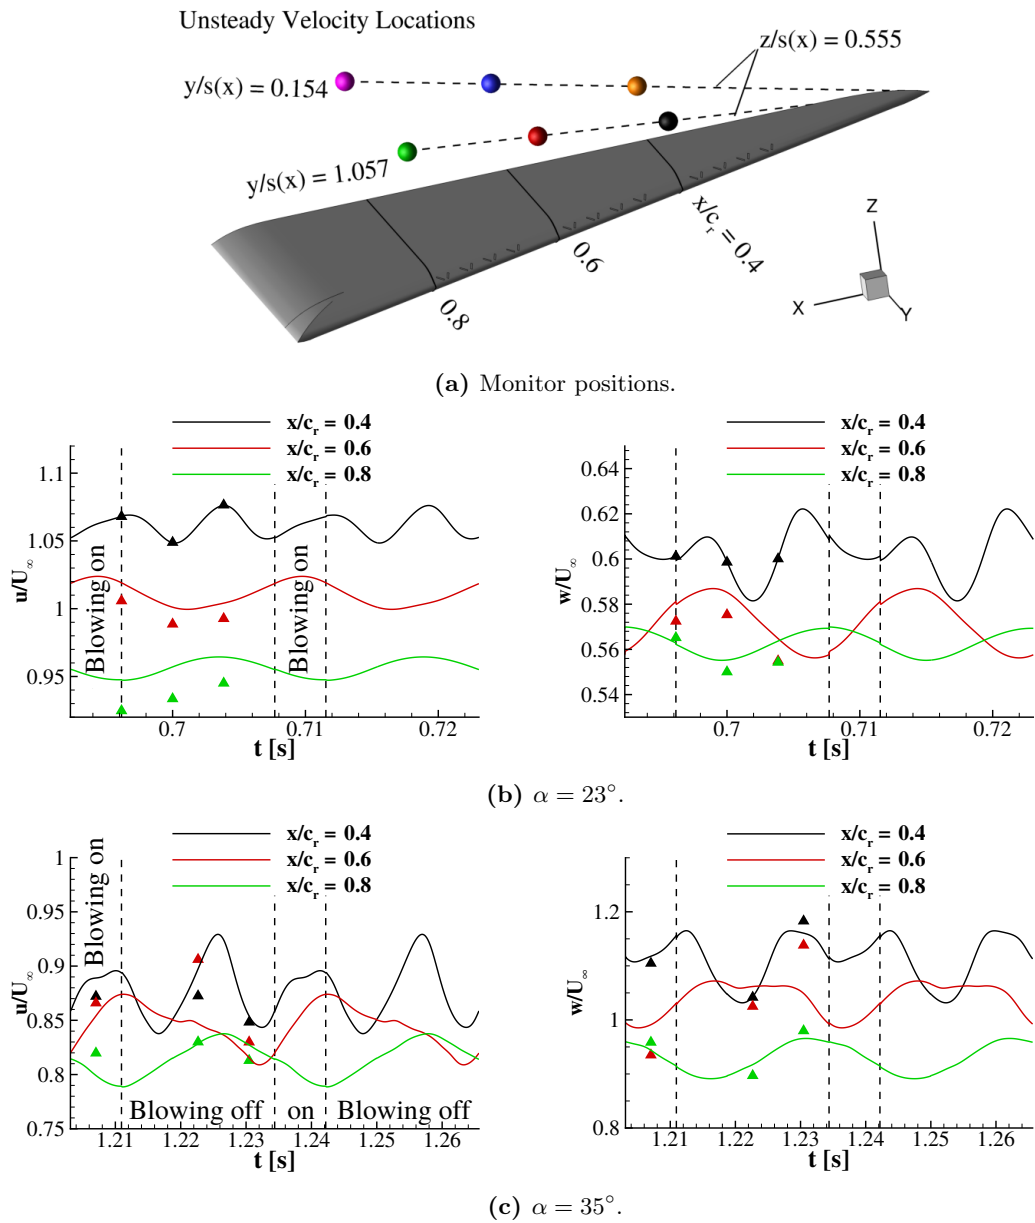 Unsteady Velocity Locations
z/s(x) = 0.555
y/s(x) = 0.154
y/s(x) = 1.057
x/c_r = 0.4
0.6
0.8
Z
X
Y
(a) Monitor positions.
x/c_r = 0.4
x/c_r = 0.6
x/c_r = 0.8
1.1
1.05
1
0.95
u/U_∞
Blowing on
Blowing on
0.7
0.71
0.72
t [s]
x/c_r = 0.4
x/c_r = 0.6
x/c_r = 0.8
0.64
0.62
0.6
0.58
0.56
0.54
w/U_∞
0.7
0.71
0.72
t [s]
(b) α = 23°.
x/c_r = 0.4
x/c_r = 0.6
x/c_r = 0.8
1
0.95
0.9
0.85
0.8
0.75
u/U_∞
Blowing on
Blowing off
on
Blowing off
1.21
1.22
1.23
1.24
1.25
1.26
t [s]
x/c_r = 0.4
x/c_r = 0.6
x/c_r = 0.8
1.2
1
0.8
w/U_∞
1.21
1.22
1.23
1.24
1.25
1.26
t [s]
(c) α = 35°.